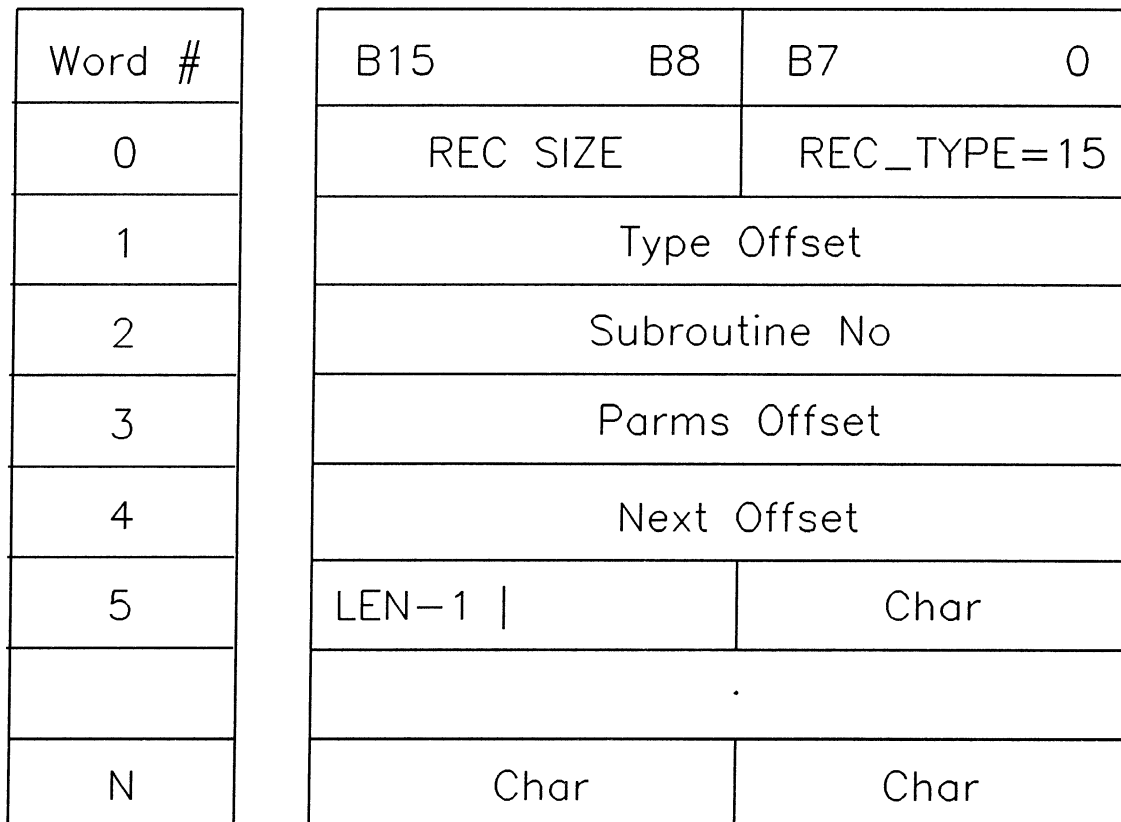 Word # B15 B8 B7 0
0 REC SIZE REC_TYPE=15
1 Type Offset
2 Subroutine No
3 Parms Offset
4 Next Offset
5 LEN-1 | Char
.
N Char Char